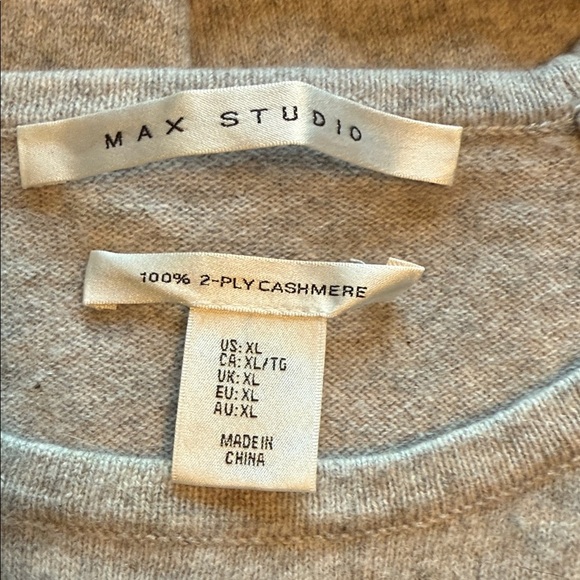 MAX STUDIO
100% 2-PLY CASHMERE
US: XL
CA: XL/TG
UK: XL
EU: XL
AU: XL
MADE IN
CHINA